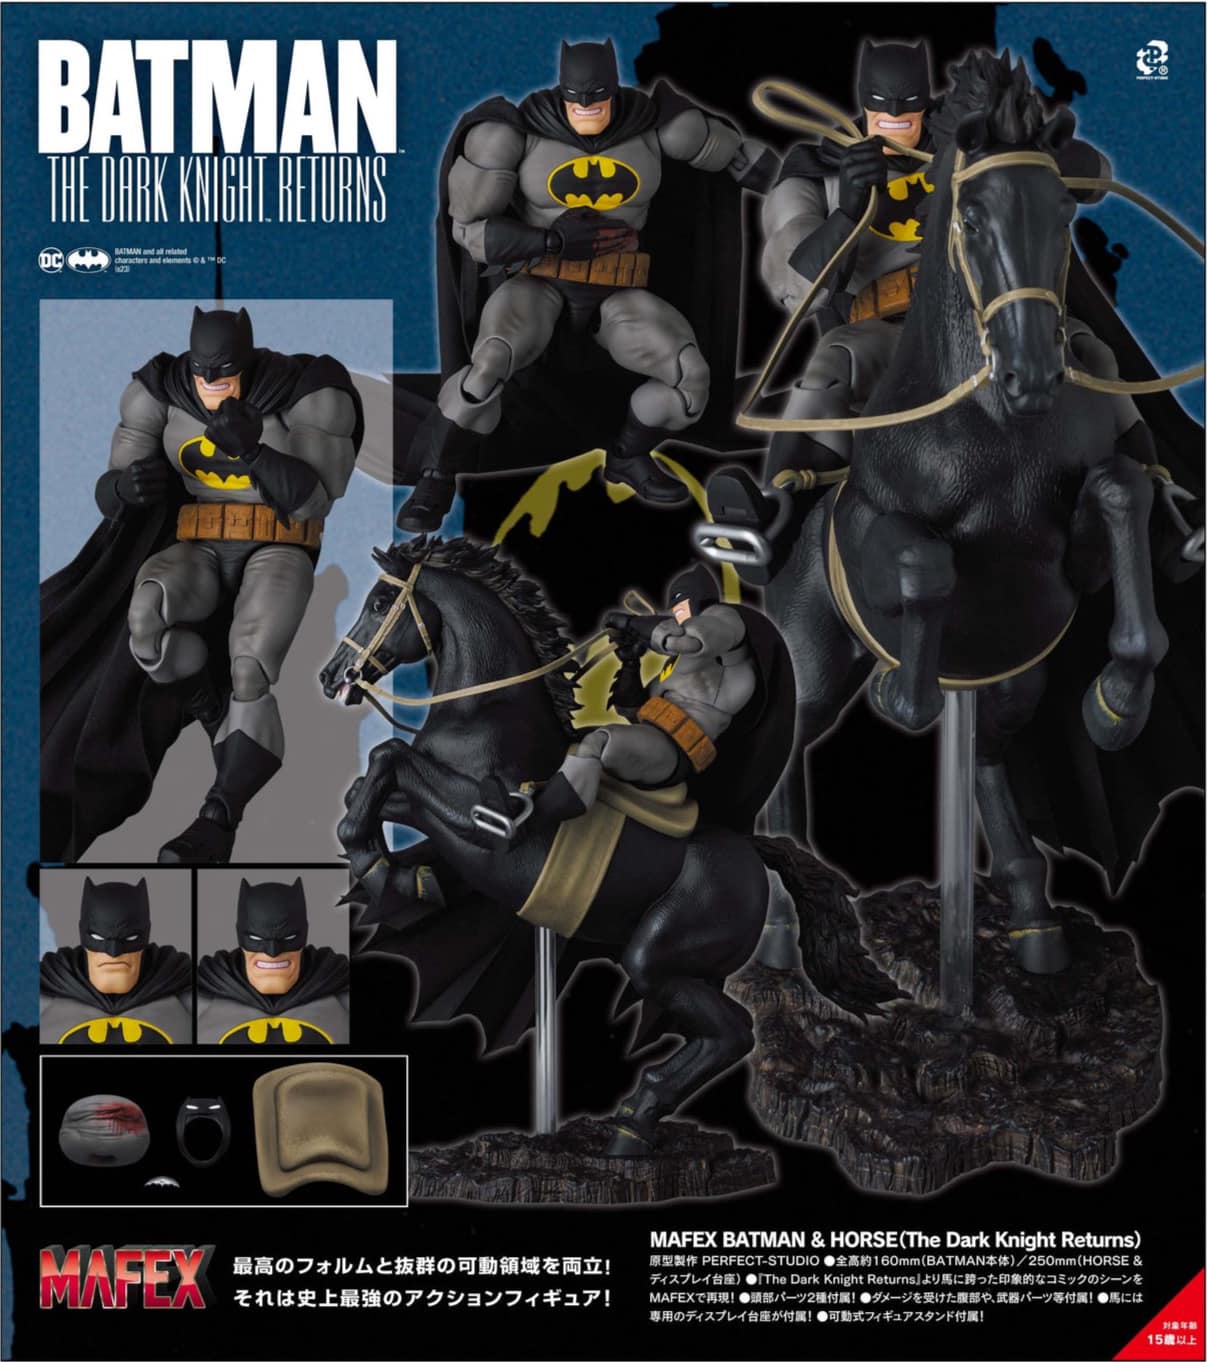 BATMAN™
THE DARK KNIGHT™ RETURNS
DC
BATMAN and all related
characters and elements © & ™ DC
(s23)
PERFECT-STUDIO
MAFEX
最高のフォルムと抜群の可動領域を両立！
それは史上最強のアクションフィギュア！
MAFEX BATMAN & HORSE(The Dark Knight Returns)
原型製作 PERFECT-STUDIO ●全高約160mm(BATMAN本体)／250mm(HORSE &
ディスプレイ台座) ●『The Dark Knight Returns』より馬に跨った印象的なコミックのシーンを
MAFEXで再現！ ●頭部パーツ2種付属！ ●ダメージを受けた腹部や、武器パーツ等付属！ ●馬には
専用のディスプレイ台座が付属！ ●可動式フィギュアスタンド付属！
対象年齢
15歳以上